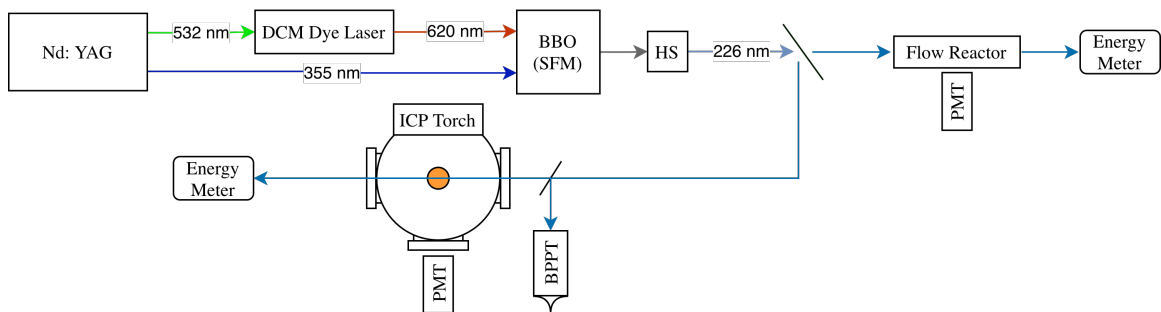 Nd: YAG
532 nm
DCM Dye Laser
620 nm
355 nm
BBO
(SFM)
HS
226 nm
Flow Reactor
Energy
Meter
PMT
ICP Torch
Energy
Meter
PMT
BPPT